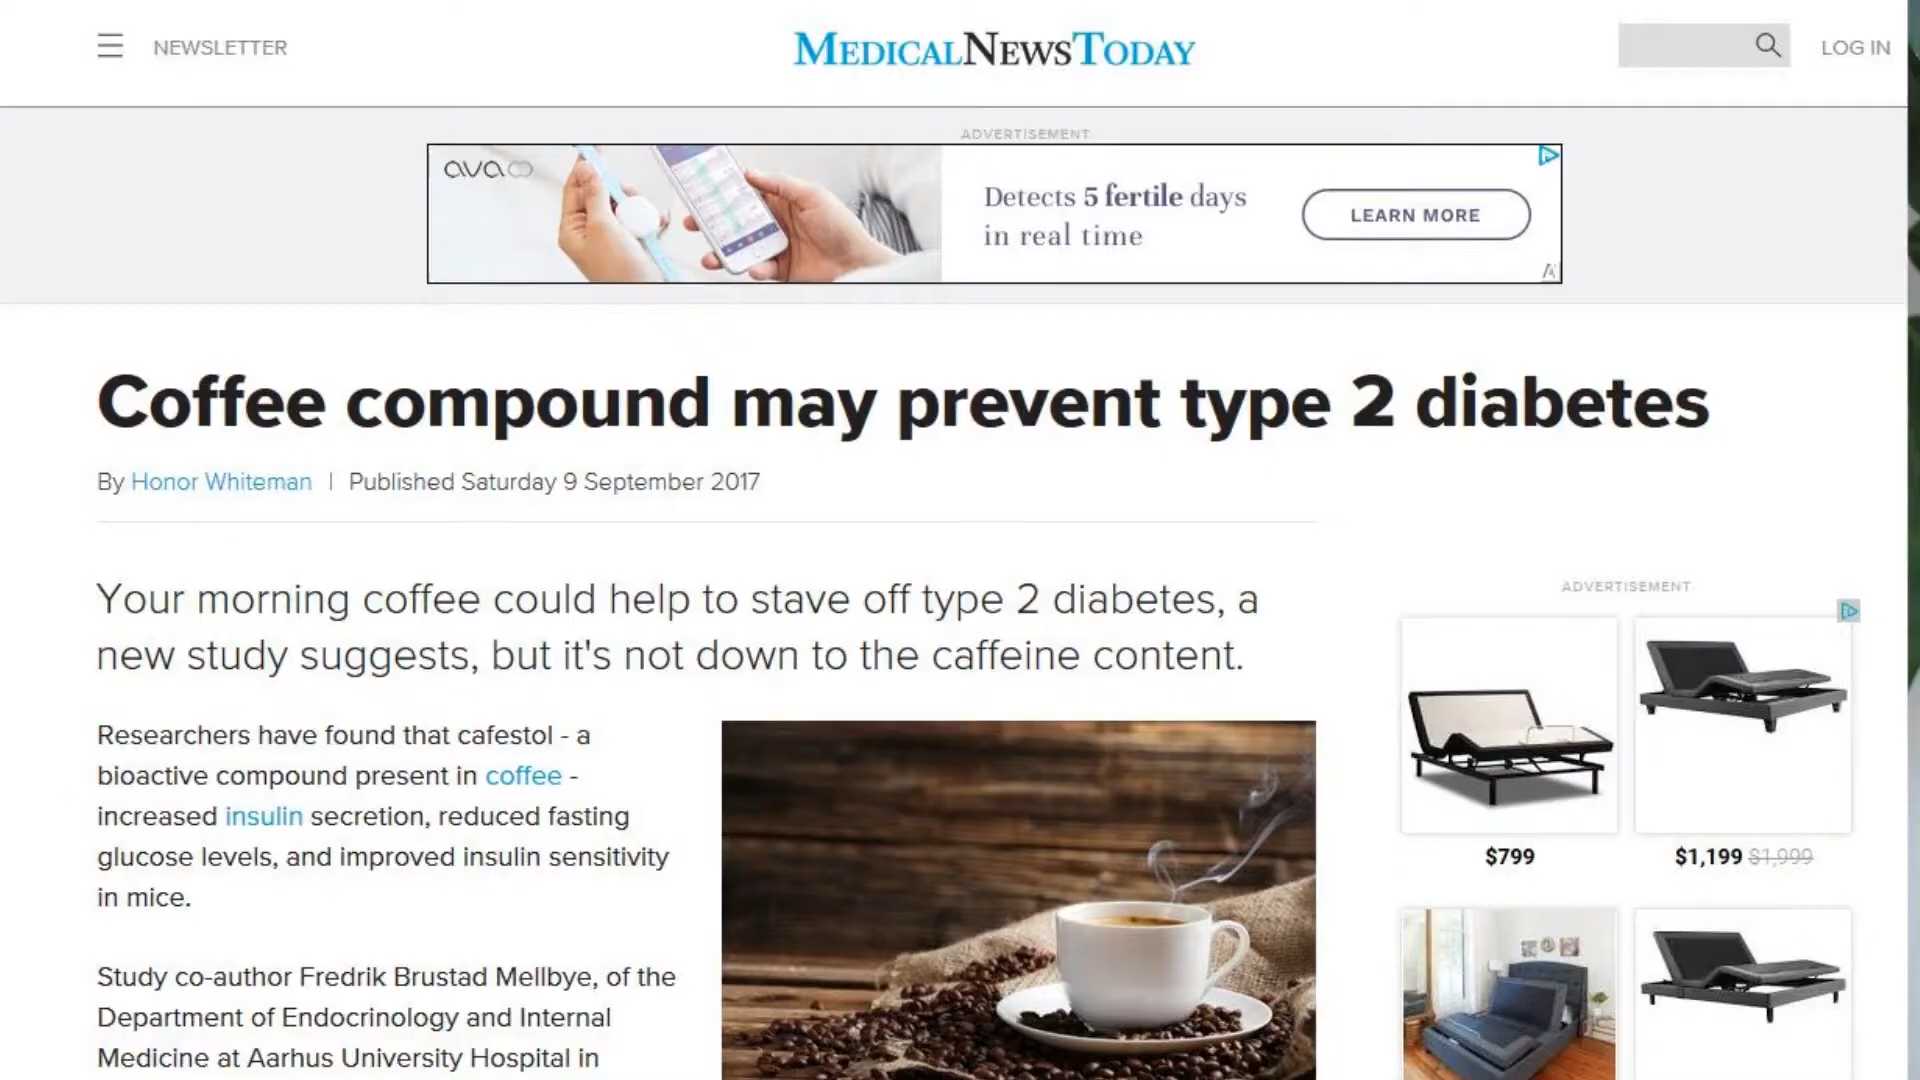 NEWSLETTER
MEDICALNEWSTODAY
LOG IN
ADVERTISEMENT
ava
Detects 5 fertile days
in real time
LEARN MORE
Coffee compound may prevent type 2 diabetes
By Honor Whiteman | Published Saturday 9 September 2017
Your morning coffee could help to stave off type 2 diabetes, a
new study suggests, but it's not down to the caffeine content.
Researchers have found that cafestol - a
bioactive compound present in coffee -
increased insulin secretion, reduced fasting
glucose levels, and improved insulin sensitivity
in mice.
Study co-author Fredrik Brustad Mellbye, of the
Department of Endocrinology and Internal
Medicine at Aarhus University Hospital in
ADVERTISEMENT
$799
$1,199 $1,999